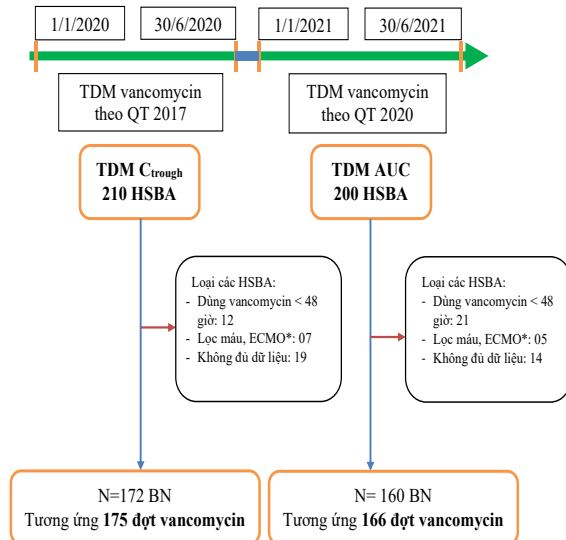 1/1/2020
30/6/2020
1/1/2021
30/6/2021
TDM vancomycin
theo QT 2017
TDM vancomycin
theo QT 2020
TDM Ctrough
210 HSBA
TDM AUC
200 HSBA
Loại các HSBA:
- Dùng vancomycin < 48
giờ: 12
- Lọc máu, ECMO*: 07
- Không đủ dữ liệu: 19
Loại các HSBA:
- Dùng vancomycin < 48
giờ: 21
- Lọc máu, ECMO*: 05
- Không đủ dữ liệu: 14
N=172 BN
Tương ứng 175 đợt vancomycin
N= 160 BN
Tương ứng 166 đợt vancomycin